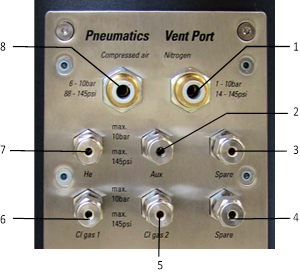 Pneumatics Vent Port
Compressed air Nitrogen
8
1
6 - 10bar
88 - 145psi
1 - 10bar
14 - 145psi
2
max.
10bar
7
3
max.
145psi
He Aux Spare
max.
10bar
6
4
max.
145psi
CI gas 1 CI gas 2 Spare
5